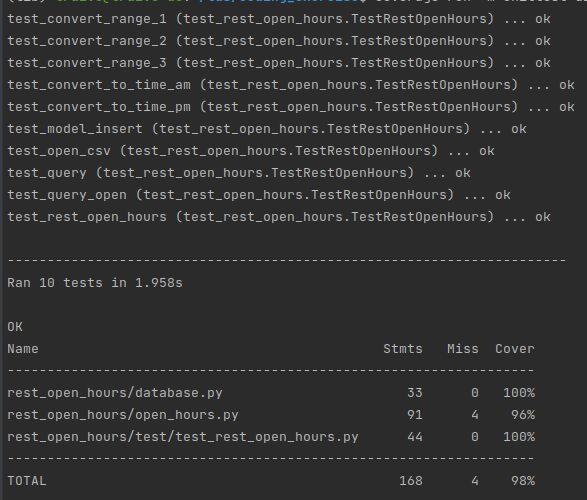 test_convert_range_1 (test_rest_open_hours.TestRestOpenHours) ... ok
test_convert_range_2 (test_rest_open_hours.TestRestOpenHours) ... ok
test_convert_range_3 (test_rest_open_hours.TestRestOpenHours) ... ok
test_convert_to_time_am (test_rest_open_hours.TestRestOpenHours) ... ok
test_convert_to_time_pm (test_rest_open_hours.TestRestOpenHours) ... ok
test_model_insert (test_rest_open_hours.TestRestOpenHours) ... ok
test_open_csv (test_rest_open_hours.TestRestOpenHours) ... ok
test_query (test_rest_open_hours.TestRestOpenHours) ... ok
test_query_open (test_rest_open_hours.TestRestOpenHours) ... ok
test_rest_open_hours (test_rest_open_hours.TestRestOpenHours) ... ok
----------------------------------------------------------------------
Ran 10 tests in 1.958s
OK
Name                                           Stmts   Miss  Cover
------------------------------------------------------------------
rest_open_hours/database.py                       33      0   100%
rest_open_hours/open_hours.py                     91      4    96%
rest_open_hours/test/test_rest_open_hours.py      44      0   100%
------------------------------------------------------------------
TOTAL                                            168      4    98%